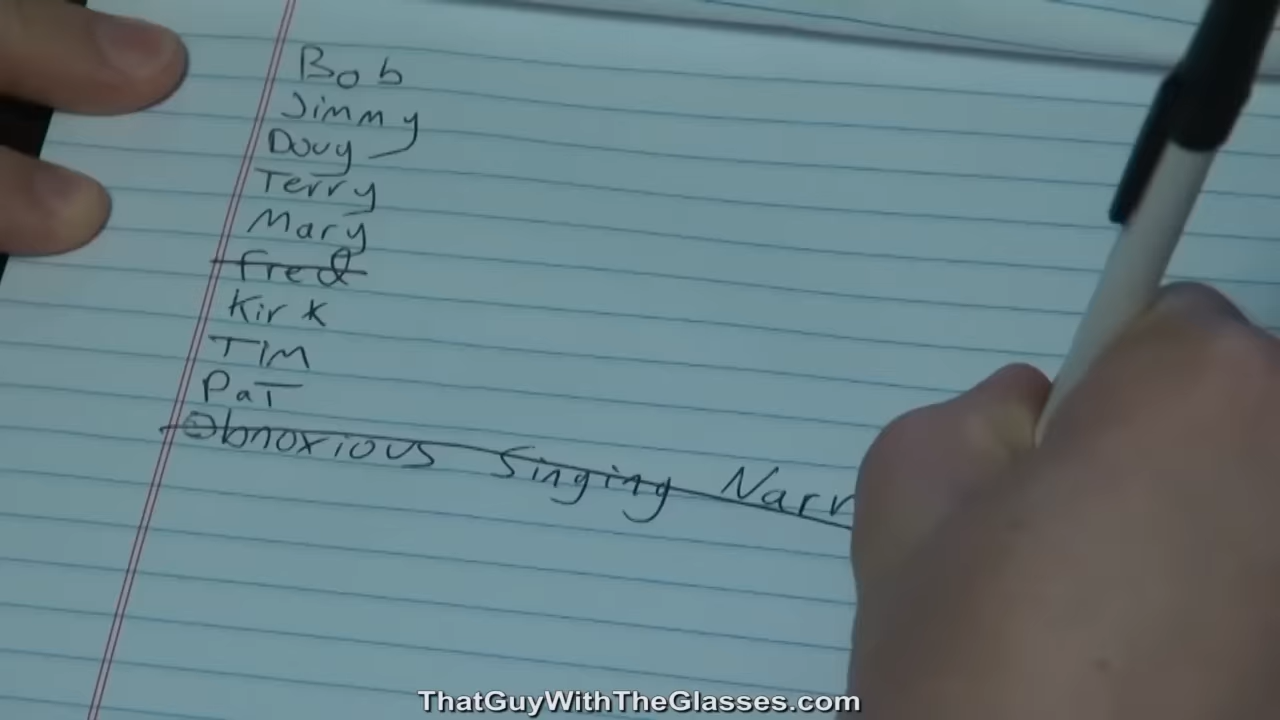 Bob
Jimmy
Doug
Terry
Mary
Fred
Kirk
TIM
PaT
Obnoxious Singing Narr
ThatGuyWithTheGlasses.com